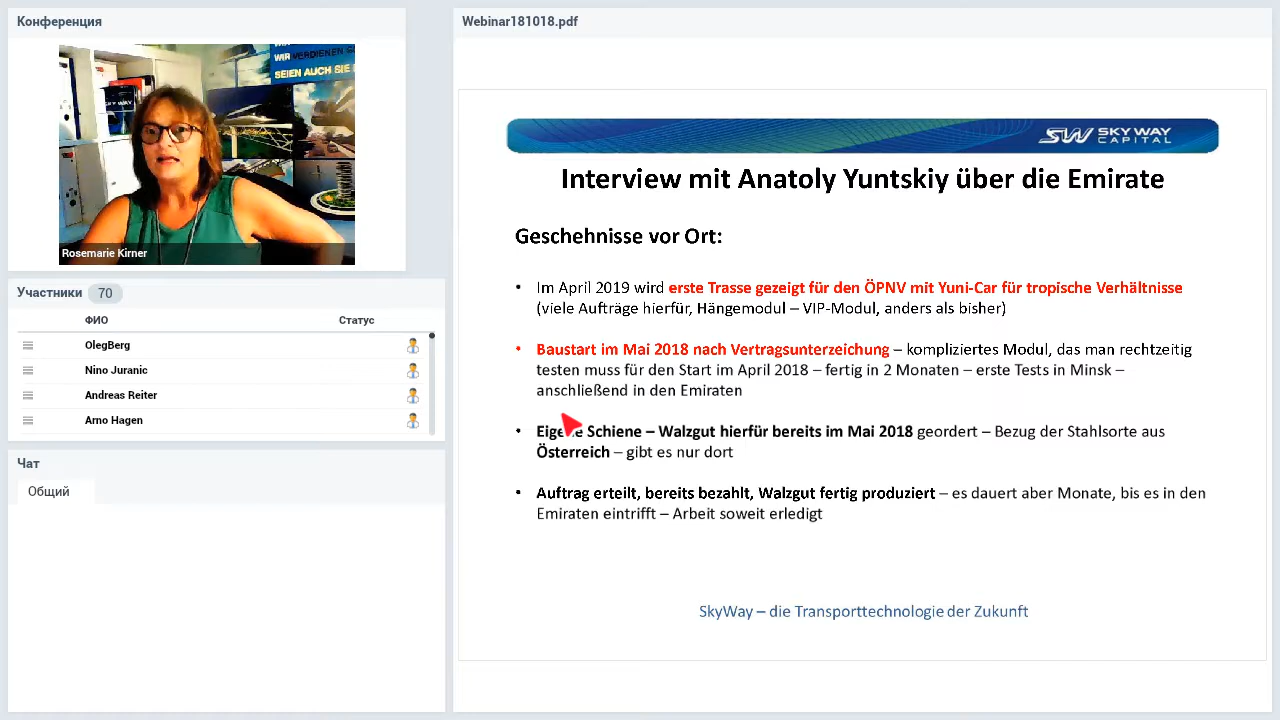 Конференция
WIR VERDIENEN
SEIEN AUCH SIE
SKY WAY
Rosemarie Kirner
Участники 70
ФИО Статус
OlegBerg
Nino Juranic
Andreas Reiter
Arno Hagen
Чат
Общий
Webinar181018.pdf
SW SKY WAY
CAPITAL
Interview mit Anatoly Yuntskiy über die Emirate
Geschehnisse vor Ort:
• Im April 2019 wird erste Trasse gezeigt für den ÖPNV mit Yuni-Car für tropische Verhältnisse
(viele Aufträge hierfür, Hängemodul – VIP-Modul, anders als bisher)
• Baustart im Mai 2018 nach Vertragsunterzeichung – kompliziertes Modul, das man rechtzeitig
testen muss für den Start im April 2018 – fertig in 2 Monaten – erste Tests in Minsk –
anschließend in den Emiraten
• Eigene Schiene – Walzgut hierfür bereits im Mai 2018 geordert – Bezug der Stahlsorte aus
Österreich – gibt es nur dort
• Auftrag erteilt, bereits bezahlt, Walzgut fertig produziert – es dauert aber Monate, bis es in den
Emiraten eintrifft – Arbeit soweit erledigt
SkyWay – die Transporttechnologie der Zukunft